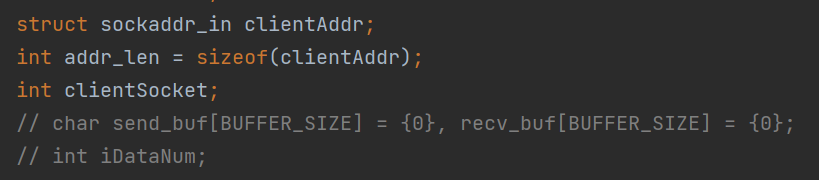 struct sockaddr_in clientAddr;
int addr_len = sizeof(clientAddr);
int clientSocket;
// char send_buf[BUFFER_SIZE] = {0}, recv_buf[BUFFER_SIZE] = {0};
// int iDataNum;